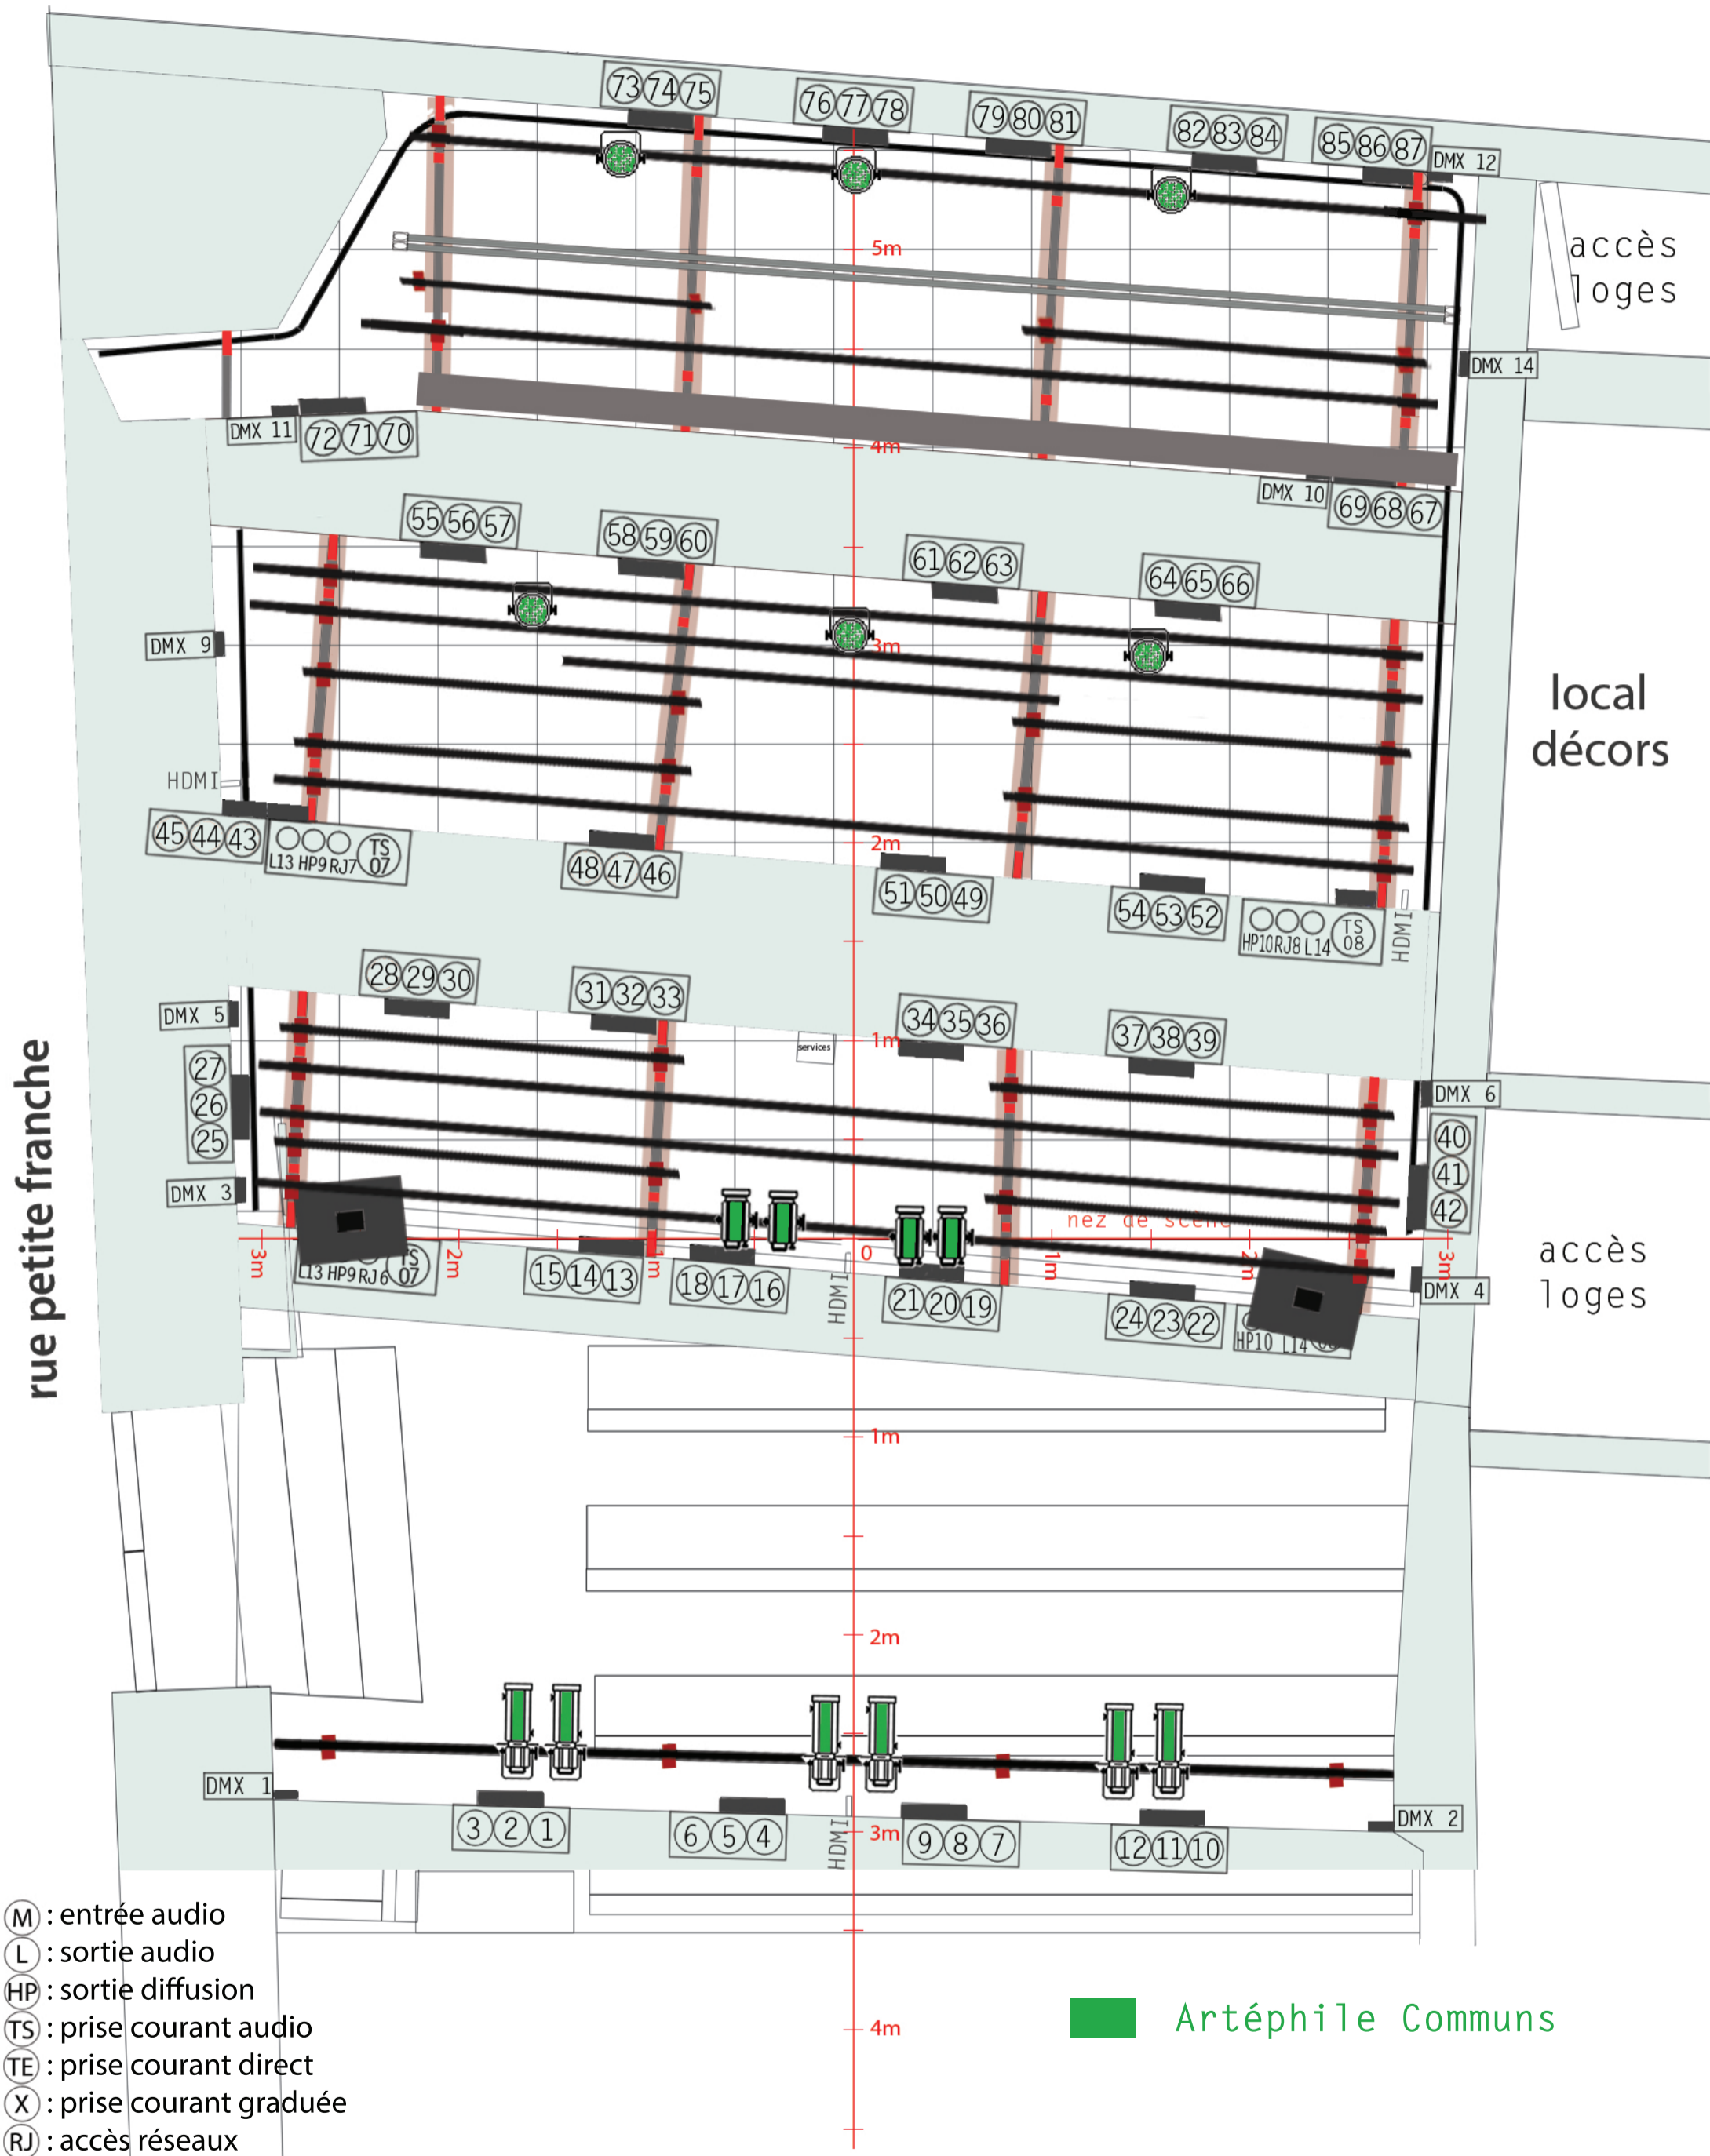 73 74 75
76 77 78
79 80 81
82 83 84
85 86 87
DMX 12
accès
loges
5m
DMX 14
DMX 11
72 71 70
4m
DMX 10
69 68 67
55 56 57
58 59 60
61 62 63
64 65 66
DMX 9
3m
local
décors
HDMI
45 44 43
L13 HP9 RJ7
TS
07
48 47 46
2m
51 50 49
54 53 52
HP10 RJ8 L14
TS
08
HDMI
28 29 30
31 32 33
34 35 36
37 38 39
DMX 5
services
1m
DMX 6
27
26
25
40
41
42
DMX 3
rue petite franche
nez de scène
3m
2m
1m
0
1m
2m
3m
L13 HP9 RJ6
TS
07
15 14 13
18 17 16
HDMI
21 20 19
24 23 22
HP10 L14
DMX 4
accès
loges
1m
2m
DMX 1
3 2 1
6 5 4
HDMI
3m
9 8 7
12 11 10
DMX 2
M : entrée audio
L : sortie audio
HP : sortie diffusion
TS : prise courant audio
TE : prise courant direct
X : prise courant graduée
RJ : accès réseaux
4m
Artéphile Communs